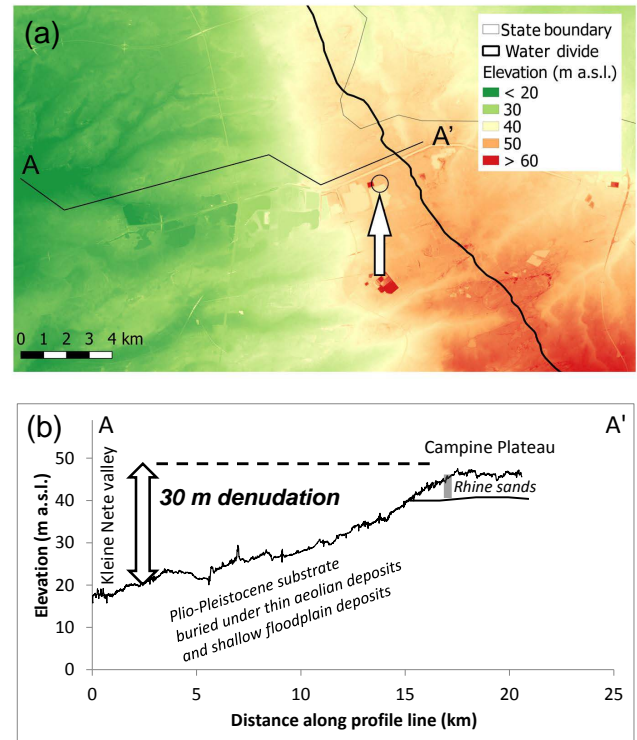 (a)
State boundary
Water divide
Elevation (m a.s.l.)
< 20
30
40
50
> 60
A
A’
0 1 2 3 4 km
(b)
A
A'
Campine Plateau
Rhine sands
30 m denudation
Kleine Nete valley
Plio-Pleistocene substrate
buried under thin aeolian deposits
and shallow floodplain deposits
Elevation (m a.s.l.)
50
40
30
20
10
0
0 5 10 15 20 25
Distance along profile line (km)